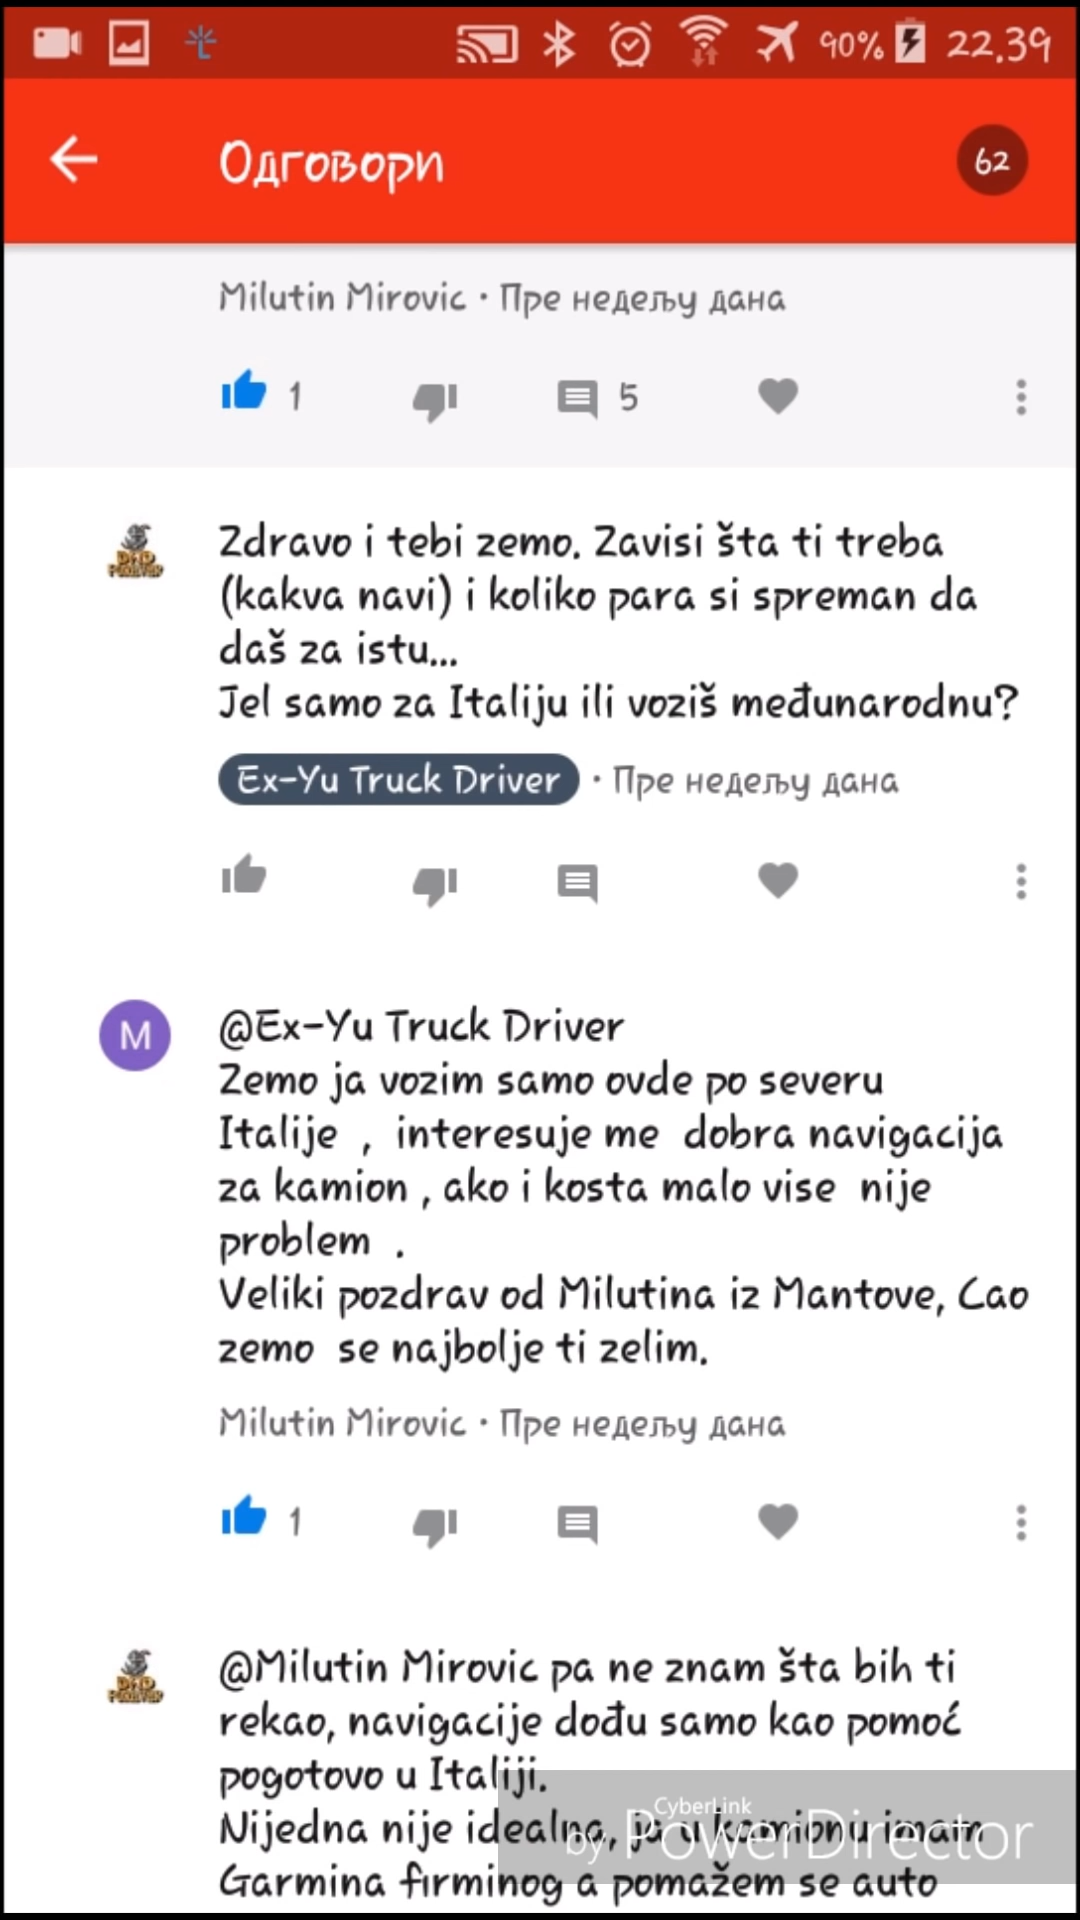 90% 22.39
Одговори
62
Milutin Mirovic • Пре недељу дана
1 5
Zdravo i tebi zemo. Zavisi šta ti treba
(kakva navi) i koliko para si spreman da
daš za istu...
Jel samo za Italiju ili voziš međunarodnu?
Ex-Yu Truck Driver • Пре недељу дана
M
@Ex-Yu Truck Driver
Zemo ja vozim samo ovde po severu
Italije , interesuje me dobra navigacija
za kamion , ako i kosta malo vise nije
problem .
Veliki pozdrav od Milutina iz Mantove, Cao
zemo se najbolje ti zelim.
Milutin Mirovic • Пре недељу дана
1
@Milutin Mirovic pa ne znam šta bih ti
rekao, navigacije dođu samo kao pomoć
pogotovo u Italiji.
Nijedna nije idealna, ja u kamionu imam
Garmina firminog a pomažem se auto
CyberLink
by PowerDirector